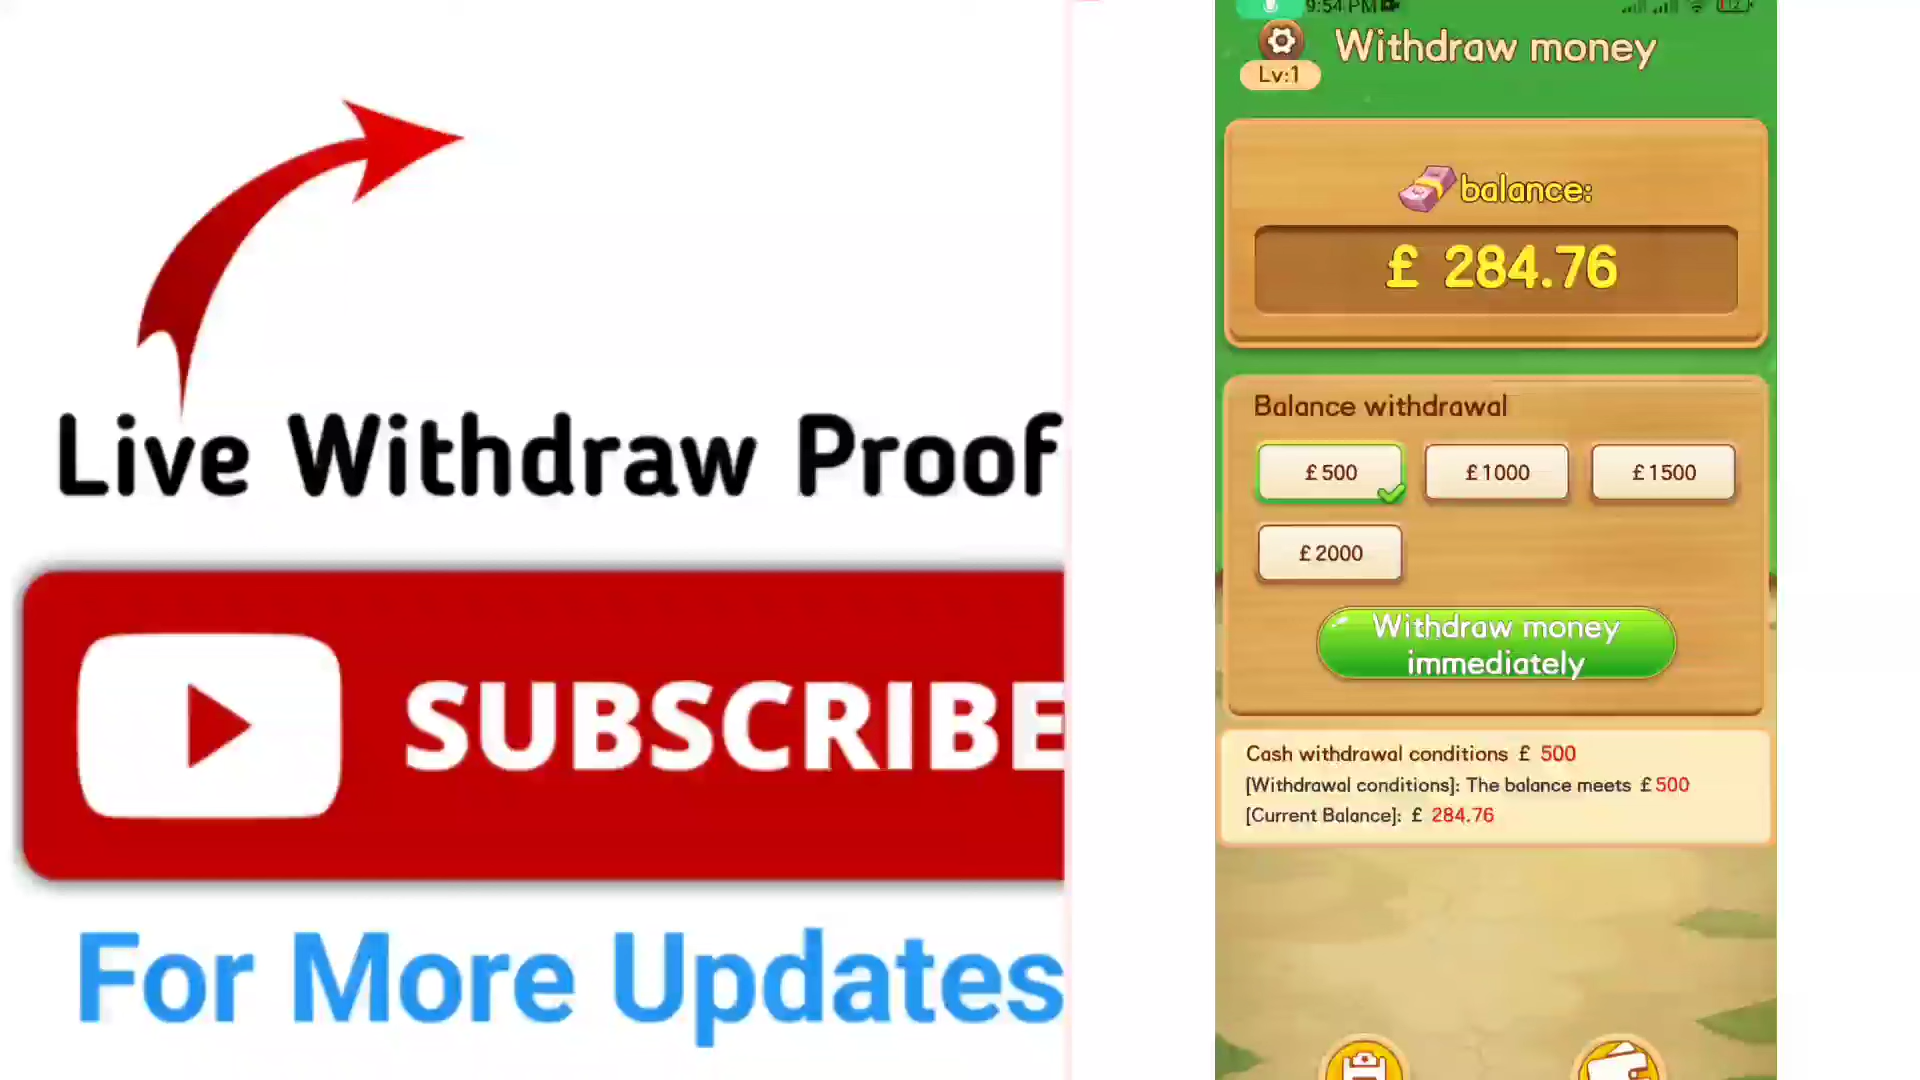 Live Withdraw Proof
SUBSCRIBE
For More Updates
9:54 PM
Withdraw money
Lv:1
balance:
£ 284.76
Balance withdrawal
£500
£1000
£1500
£2000
Withdraw money
immediately
Cash withdrawal conditions £ 500
[Withdrawal conditions]: The balance meets £500
[Current Balance]: £ 284.76